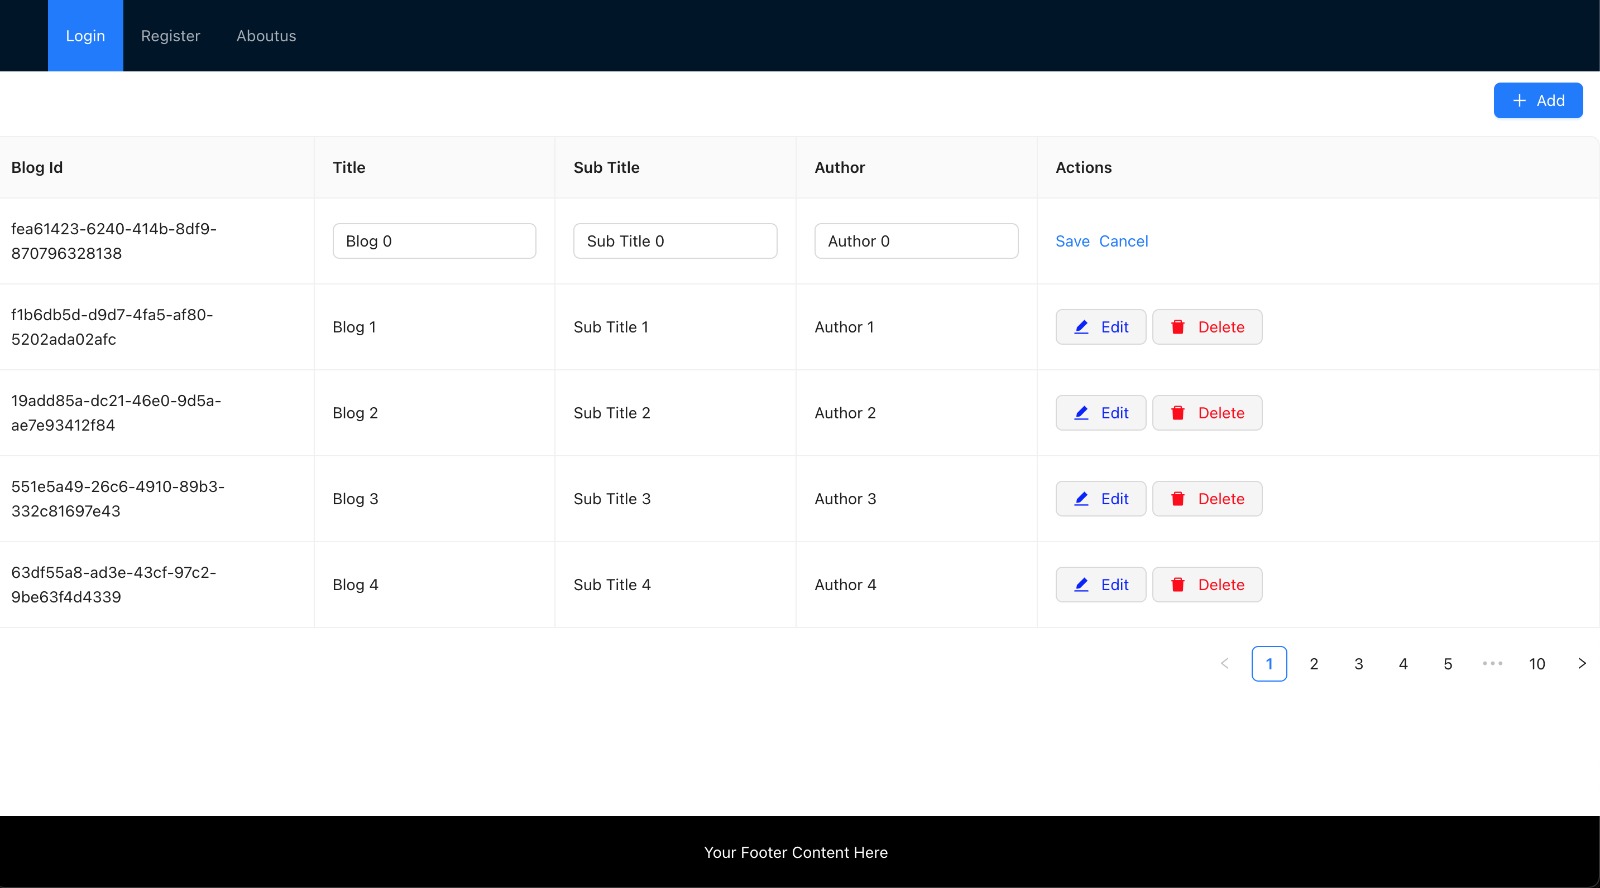 Login Register Aboutus
Add
Blog Id Title Sub Title Author Actions
fea61423-6240-414b-8df9-
870796328138
Blog 0 Sub Title 0 Author 0 Save Cancel
f1b6db5d-d9d7-4fa5-af80-
5202ada02afc
Blog 1 Sub Title 1 Author 1 Edit Delete
19add85a-dc21-46e0-9d5a-
ae7e93412f84
Blog 2 Sub Title 2 Author 2 Edit Delete
551e5a49-26c6-4910-89b3-
332c81697e43
Blog 3 Sub Title 3 Author 3 Edit Delete
63df55a8-ad3e-43cf-97c2-
9be63f4d4339
Blog 4 Sub Title 4 Author 4 Edit Delete
1 2 3 4 5 ••• 10
Your Footer Content Here